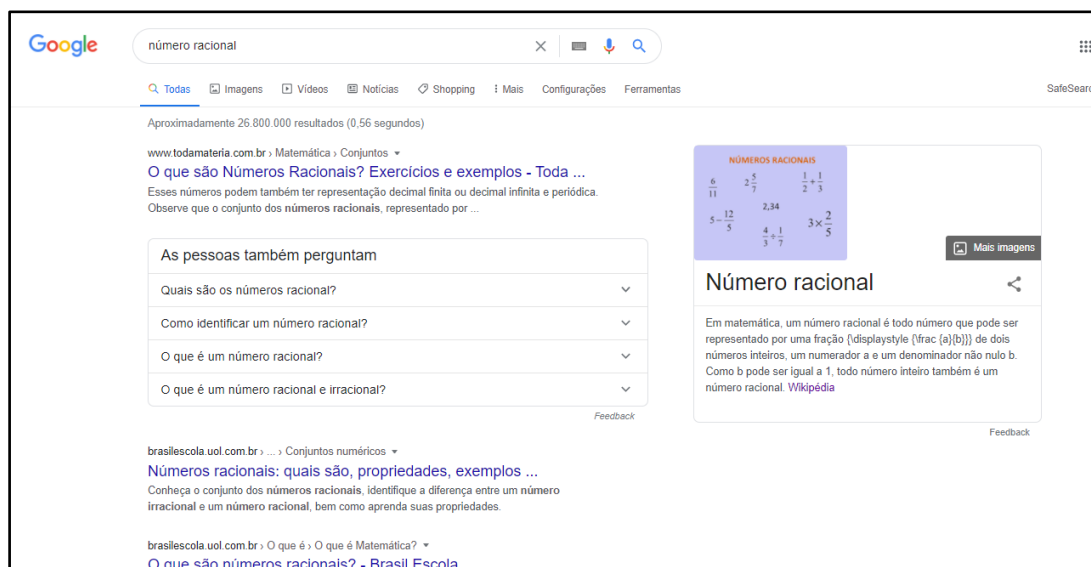 Google
número racional
Todas Imagens Vídeos Notícias Shopping Mais Configurações Ferramentas
Aproximadamente 26.800.000 resultados (0,56 segundos)
www.todamateria.com.br › Matemática › Conjuntos
O que são Números Racionais? Exercícios e exemplos - Toda ...
Esses números podem também ter representação decimal finita ou decimal infinita e periódica.
Observe que o conjunto dos números racionais, representado por ...
As pessoas também perguntam
Quais são os números racional?
Como identificar um número racional?
O que é um número racional?
O que é um número racional e irracional?
Feedback
brasilescola.uol.com.br › ... › Conjuntos numéricos
Números racionais: quais são, propriedades, exemplos ...
Conheça o conjunto dos números racionais, identifique a diferença entre um número
irracional e um número racional, bem como aprenda suas propriedades.
brasilescola.uol.com.br › O que é › O que é Matemática?
O que são números racionais? - Brasil Escola
NÚMEROS RACIONAIS
6/11 2 5/7 1/2 + 1/3
2,34
5 - 12/5 4/3 ÷ 1/7 3 × 2/5
Mais imagens
Número racional
Em matemática, um número racional é todo número que pode ser
representado por uma fração {\displaystyle {\frac {a}{b}}} de dois
números inteiros, um numerador a e um denominador não nulo b.
Como b pode ser igual a 1, todo número inteiro também é um
número racional. Wikipédia
Feedback